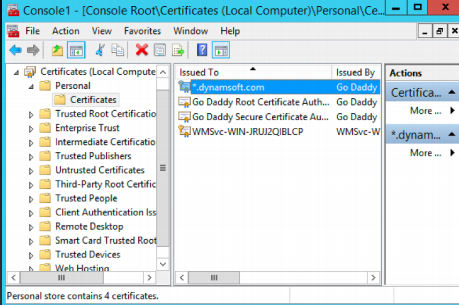 Console1 - [Console Root\Certificates (Local Computer)\Personal\Ce...
File Action View Favorites Window Help
Certificates (Local Compute
Personal
Certificates
Trusted Root Certificatio
Enterprise Trust
Intermediate Certificatio
Trusted Publishers
Untrusted Certificates
Third-Party Root Certific
Trusted People
Client Authentication Iss
Remote Desktop
Smart Card Trusted Root
Trusted Devices
Web Hosting
Issued To Issued By
*.dynamsoft.com Go Daddy
Go Daddy Root Certificate Auth... Go Daddy
Go Daddy Secure Certificate Au... Go Daddy
WMSvc-WIN-JRUJ2QIBLCP WMSvc-W
Actions
Certifica...
More ...
*.dynam...
More ...
Personal store contains 4 certificates.